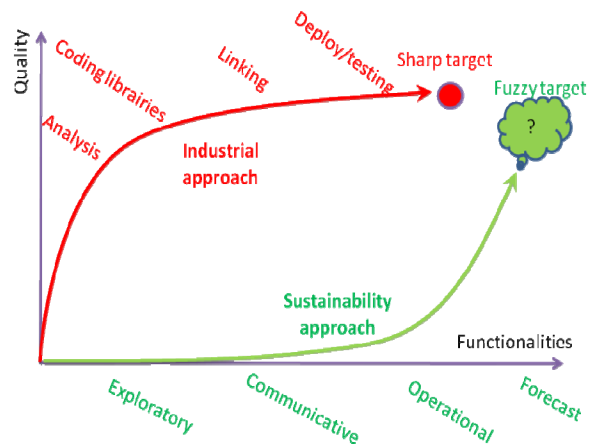 Quality
Analysis
Coding librairies
Linking
Deploy/testing
Sharp target
Fuzzy target
?
Industrial
approach
Sustainability
approach
Functionalities
Exploratory
Communicative
Operational
Forecast